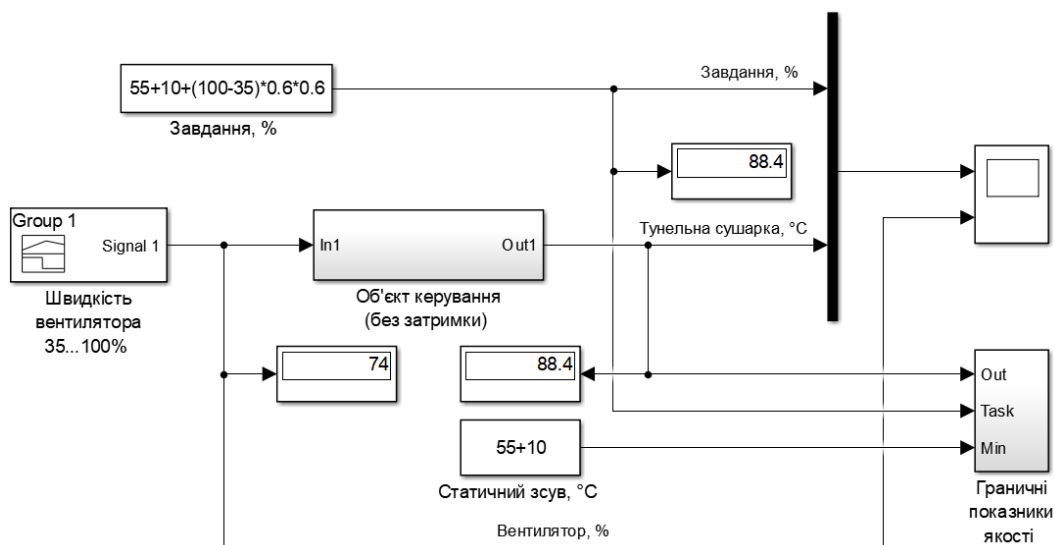 Завдання, %
55+10+(100-35)*0.6*0.6
Завдання, %
88.4
Group 1
Signal 1
In1
Out1
Тунельна сушарка, °C
Швидкість
вентилятора
35...100%
Об'єкт керування
(без затримки)
74
88.4
Out
Task
Min
55+10
Статичний зсув, °C
Граничні
показники
якості
Вентилятор, %